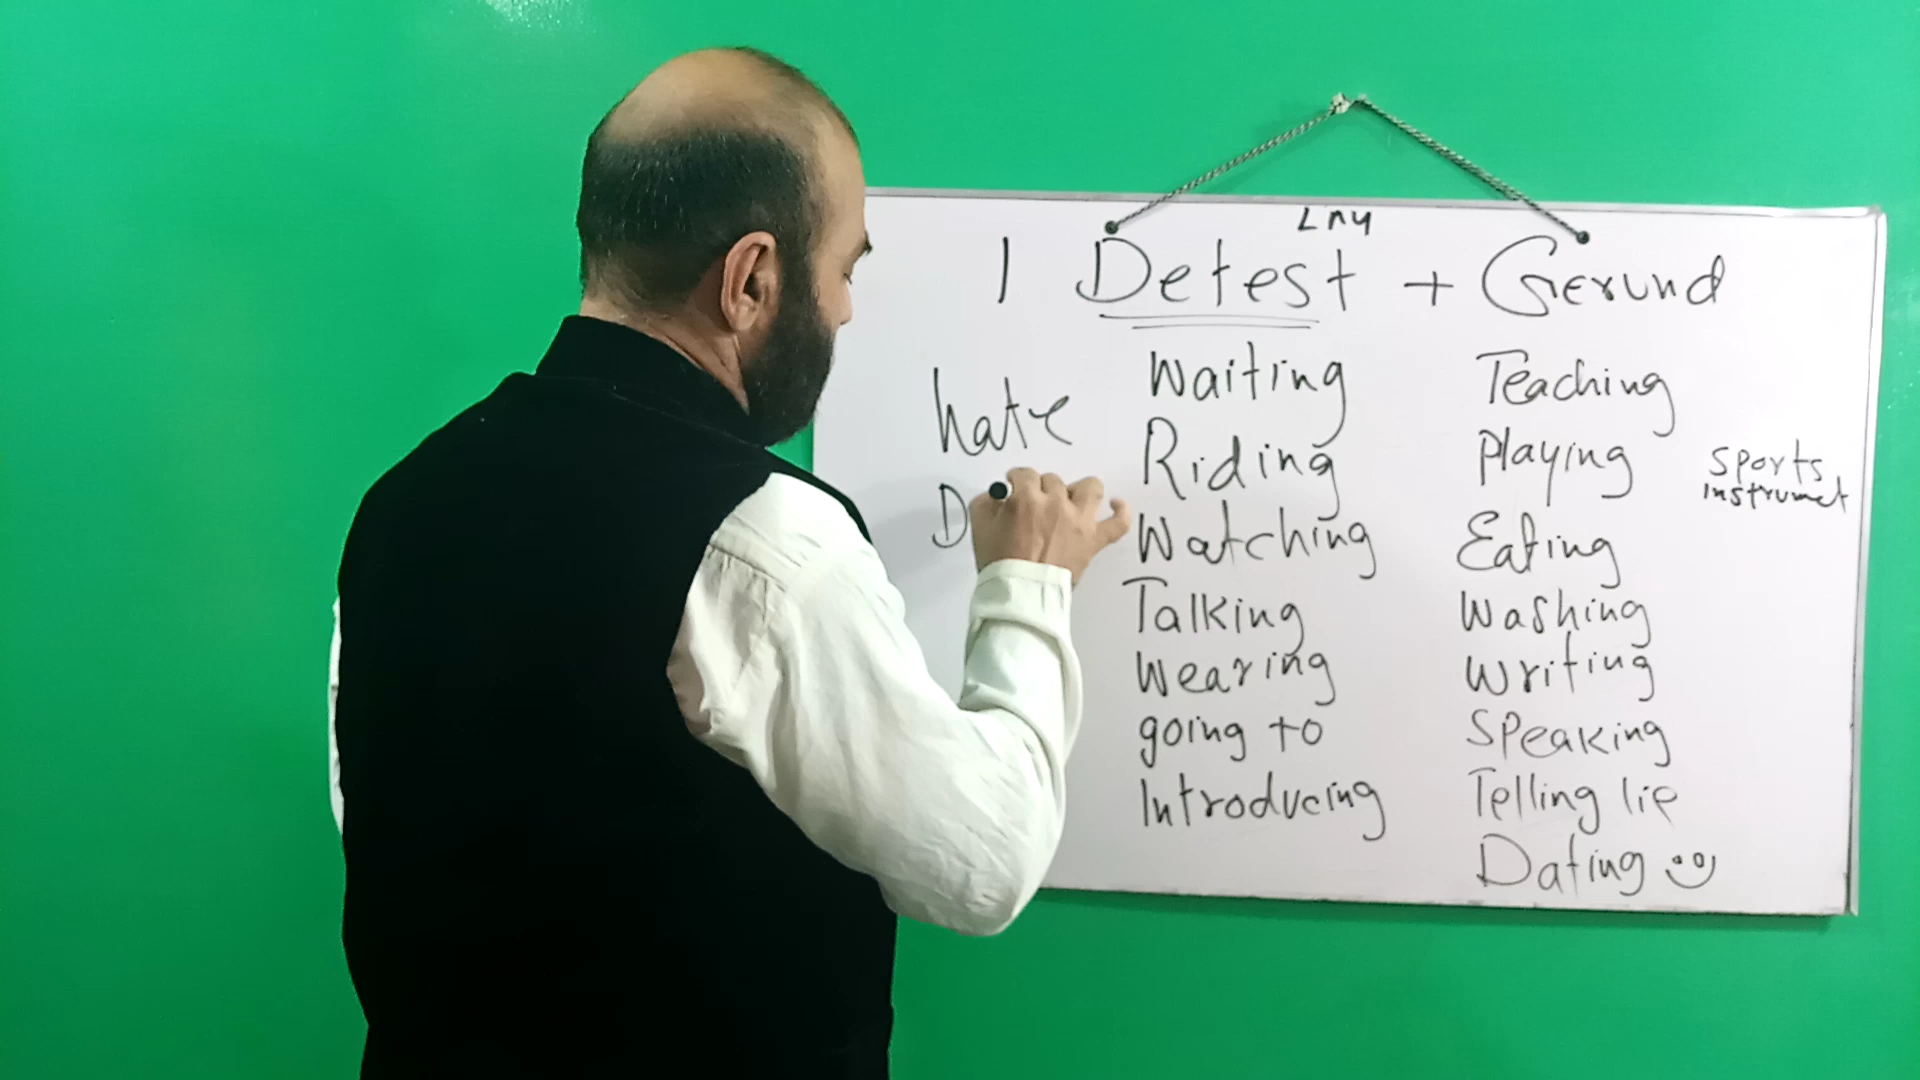 I Detest + Gerund
hate
D
Waiting
Riding
Watching
Talking
Wearing
going to
Introducing
Teaching
Playing sports
instrumet
Eating
Washing
Writing
Speaking
Telling lie
Dating